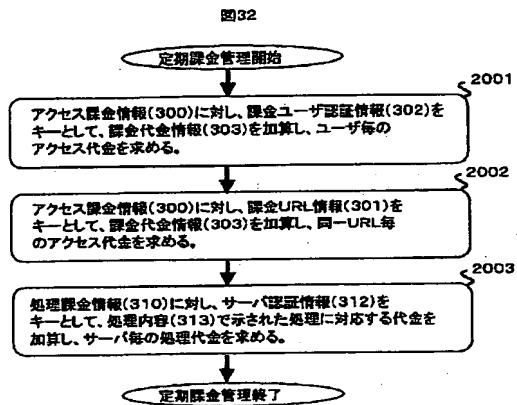 図32
定期課金管理開始
2001
アクセス課金情報(300)に対し、課金ユーザ認証情報(302)を
キーとして、課金代金情報(303)を加算し、ユーザ毎の
アクセス代金を求める。
2002
アクセス課金情報(300)に対し、課金URL情報(301)を
キーとして、課金代金情報(303)を加算し、同一URL毎
のアクセス代金を求める。
2003
処理課金情報(310)に対し、サーバ認証情報(312)を
キーとして、処理内容(313)で示された処理に対応する代金を
加算し、サーバ毎の処理代金を求める。
定期課金管理終了